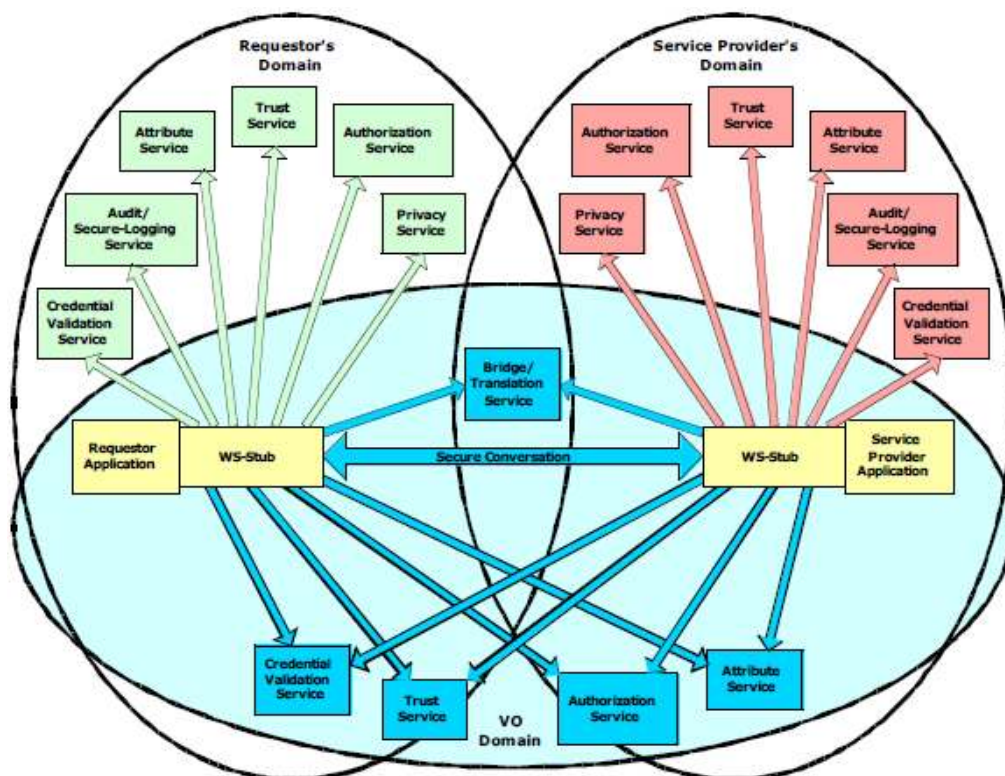 Requestor's
Domain
Service Provider's
Domain
Trust
Service
Attribute
Service
Authorization
Service
Audit/
Secure-Logging
Service
Privacy
Service
Credential
Validation
Service
Trust
Service
Authorization
Service
Attribute
Service
Privacy
Service
Audit/
Secure-Logging
Service
Credential
Validation
Service
Bridge/
Translation
Service
Requestor
Application
WS-Stub
Secure Conversation
WS-Stub
Service
Provider
Application
Credential
Validation
Service
Trust
Service
VO
Domain
Authorization
Service
Attribute
Service